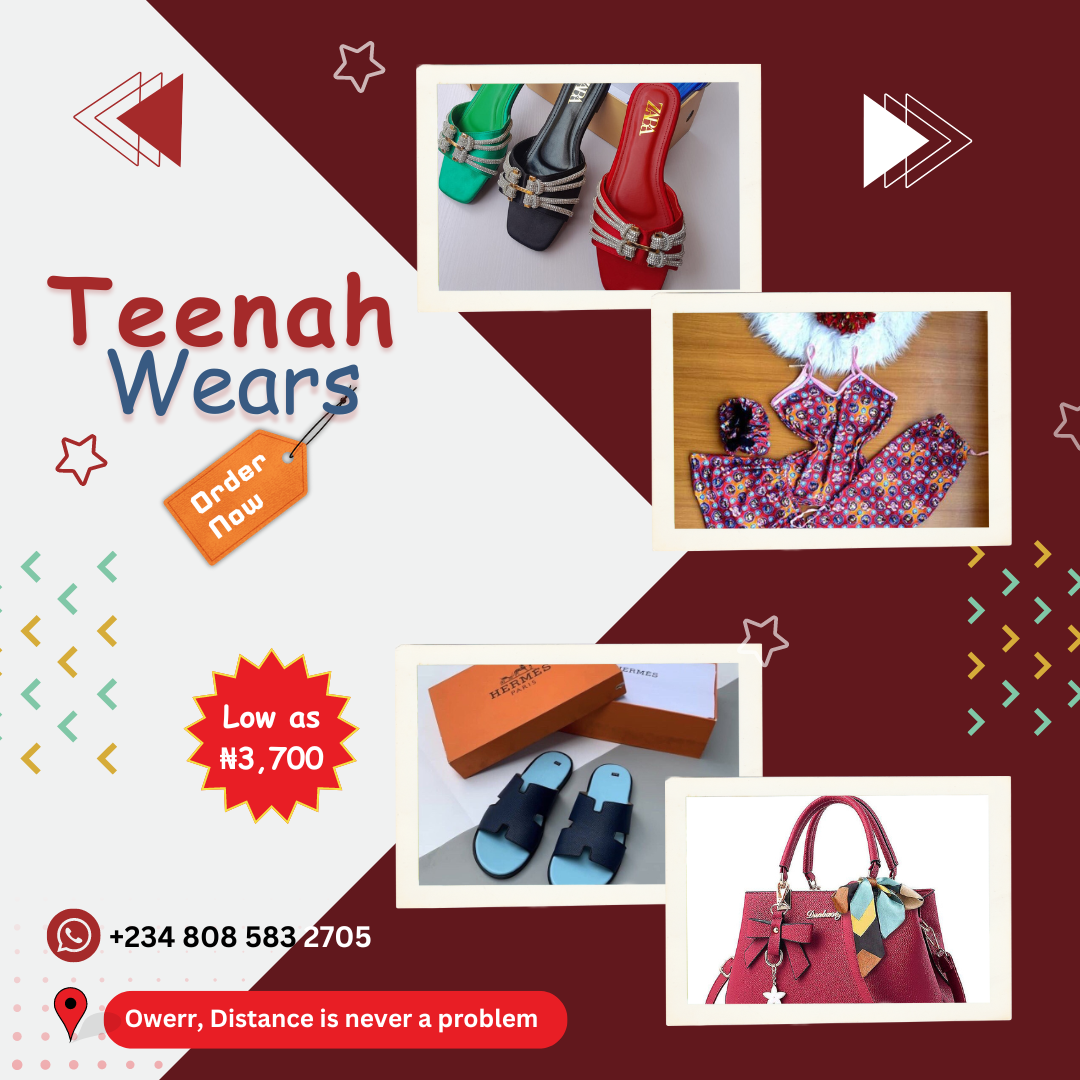 ZARA
ZARA
Teenah
Wears
Order
Now
HERMES
PARIS
Low as
₦3,700
+234 808 583 2705
Owerr, Distance is never a problem